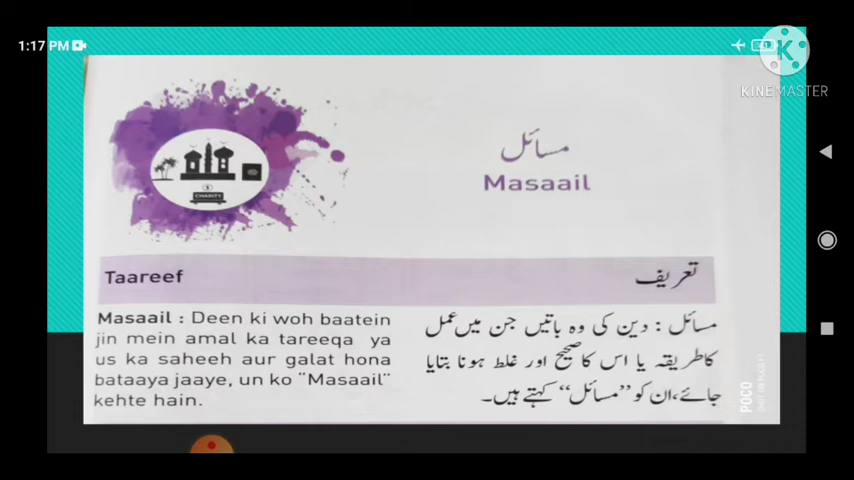 1:17 PM
KINEMASTER
مسائل
Masaail
CHARITY
Taareef
تعریف
Masaail : Deen ki woh baatein
jin mein amal ka tareeqa ya
us ka saheeh aur galat hona
bataaya jaaye, un ko "Masaail"
kehte hain.
مسائل : دین کی وہ باتیں جن میں عمل
کا طریقہ یا اس کا صحیح اور غلط ہونا بتایا
جائے، ان کو "مسائل" کہتے ہیں۔
POCO